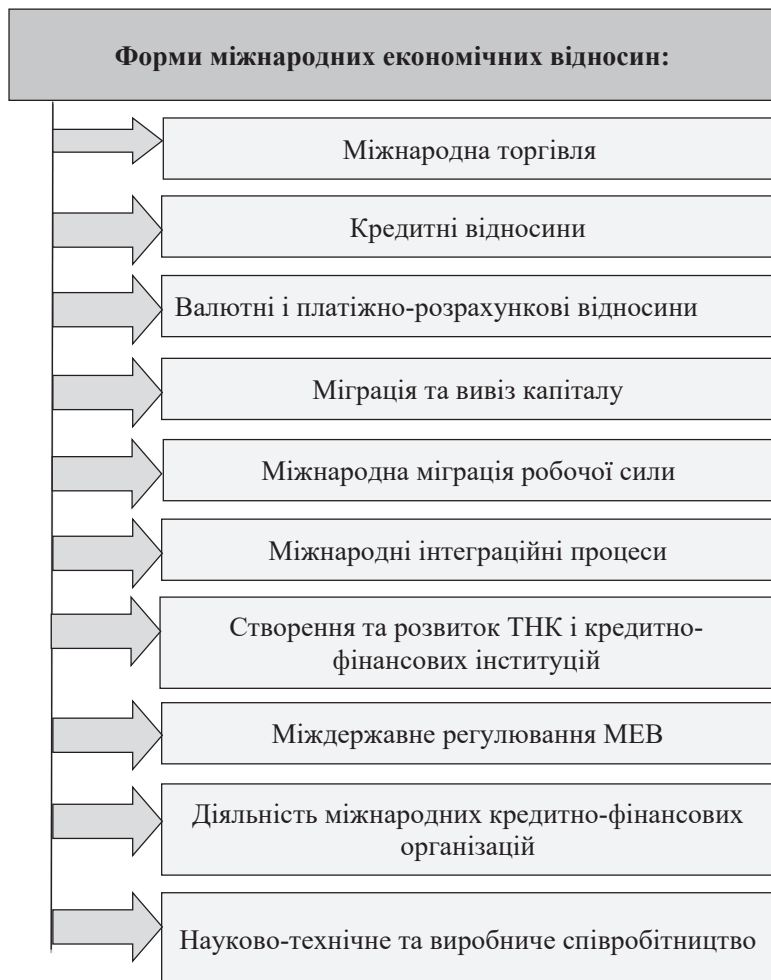 Форми міжнародних економічних відносин:
Міжнародна торгівля
Кредитні відносини
Валютні і платіжно-розрахункові відносини
Міграція та вивіз капіталу
Міжнародна міграція робочої сили
Міжнародні інтеграційні процеси
Створення та розвиток ТНК і кредитно-
фінансових інституцій
Міждержавне регулювання МЕВ
Діяльність міжнародних кредитно-фінансових
організацій
Науково-технічне та виробниче співробітництво